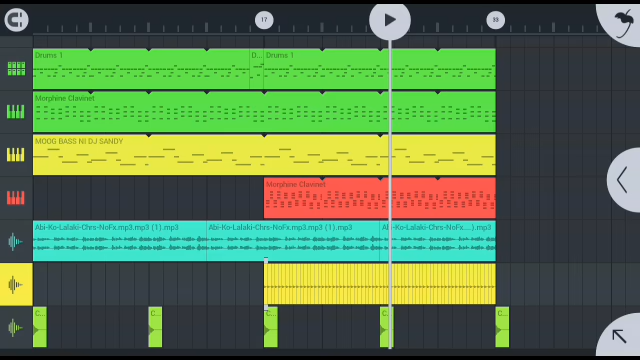 17
33
Drums 1
D...
Drums 1
Morphine Clavinet
MOOG BASS NI DJ SANDY
Morphine Clavinet
Abi-Ko-Lalaki-Chrs-NoFx.mp3.mp3 (1).mp3
Abi-Ko-Lalaki-Chrs-NoFx.mp3.mp3 (1).mp3
Ko-Lalaki-Chrs-NoFx....).mp3
C...
C...
C...
C...
C...